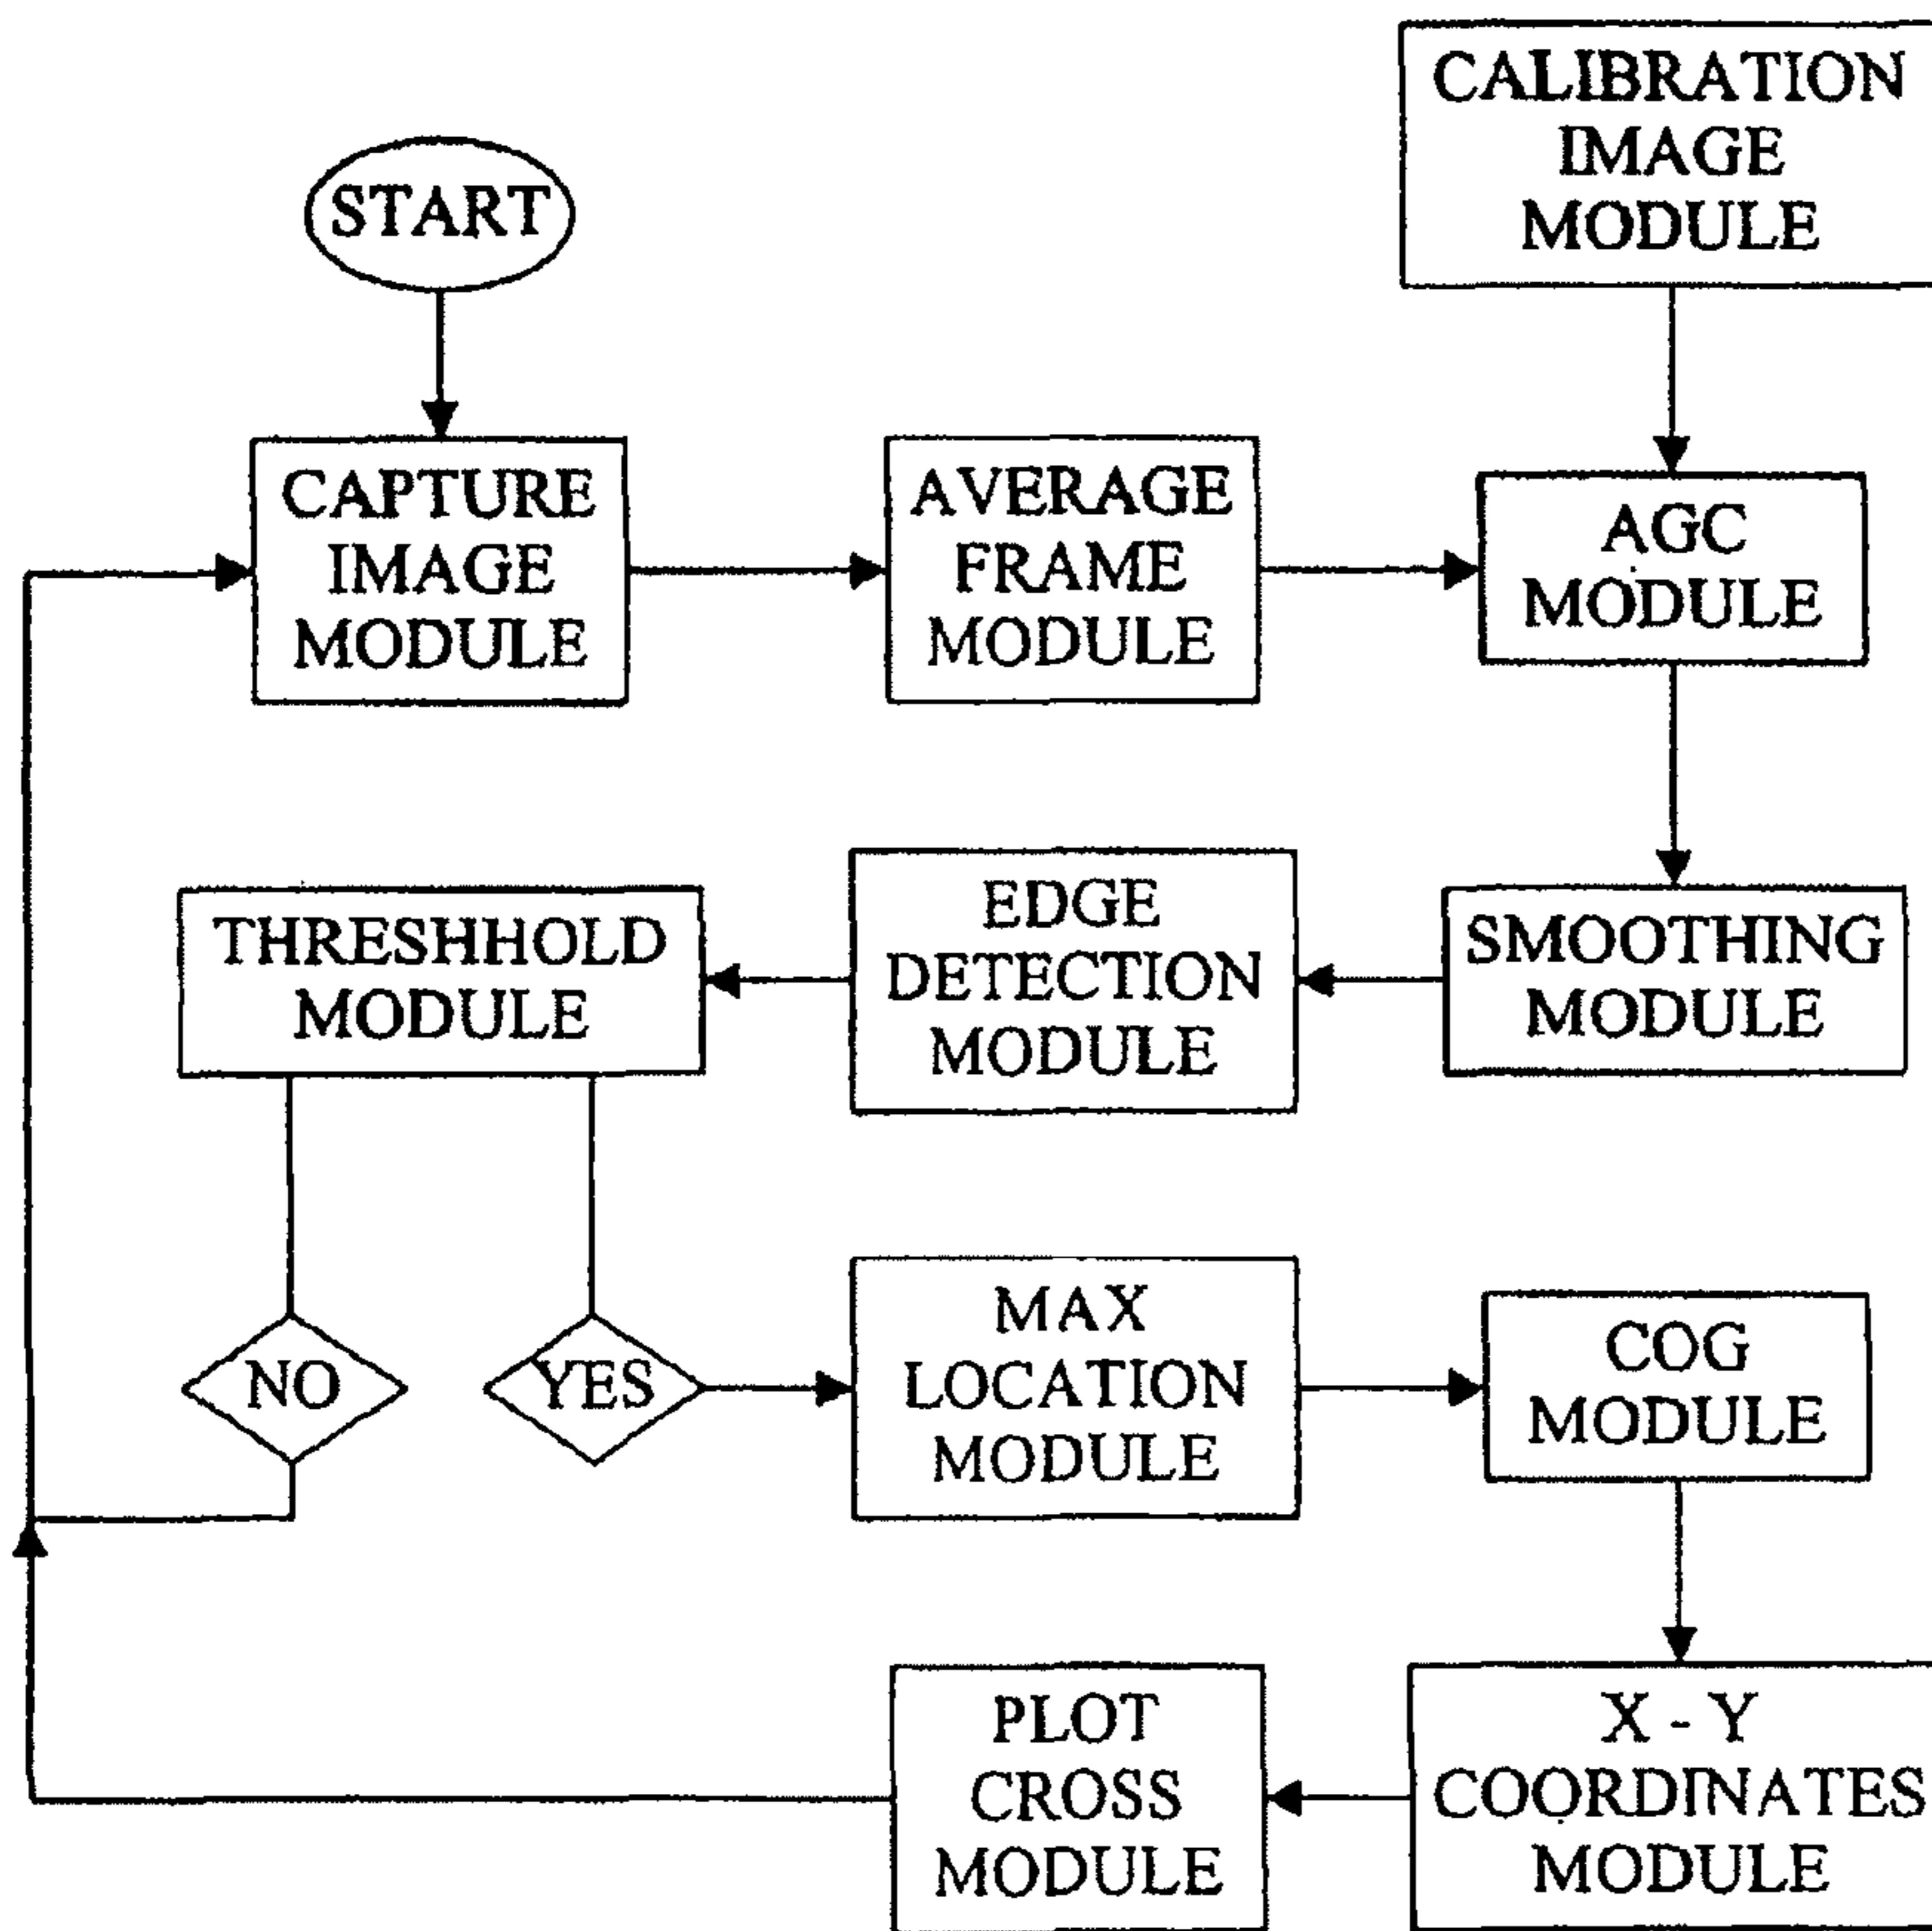 CALIBRATION
IMAGE
MODULE
START
CAPTURE
IMAGE
MODULE
AVERAGE
FRAME
MODULE
AGC
MODULE
THRESHHOLD
MODULE
EDGE
DETECTION
MODULE
SMOOTHING
MODULE
NO
YES
MAX
LOCATION
MODULE
COG
MODULE
PLOT
CROSS
MODULE
X - Y
COORDINATES
MODULE